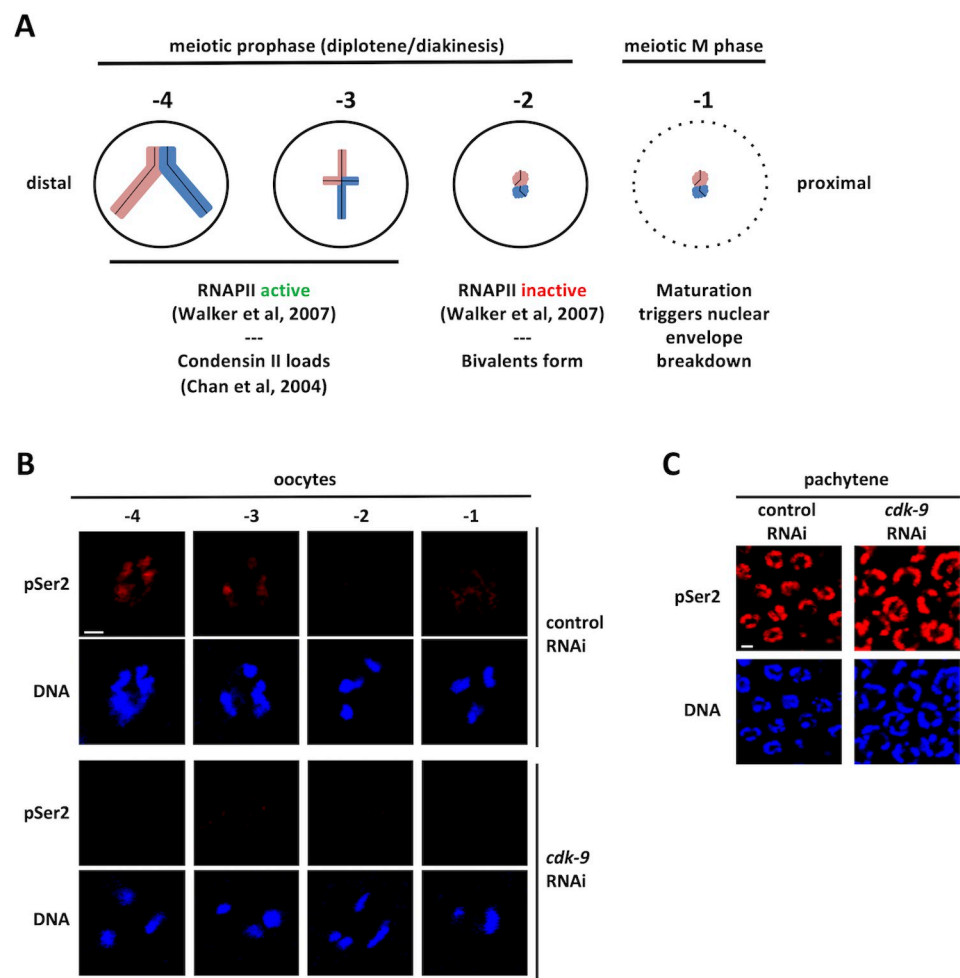 A
meiotic prophase (diplotene/diakinesis)
meiotic M phase
-4
-3
-2
-1
distal
proximal
RNAPII active
(Walker et al, 2007)
---
Condensin II loads
(Chan et al, 2004)
RNAPII inactive
(Walker et al, 2007)
---
Bivalents form
Maturation
triggers nuclear
envelope
breakdown
B
oocytes
-4
-3
-2
-1
pSer2
DNA
control
RNAi
pSer2
DNA
cdk-9
RNAi
C
pachytene
control
RNAi
cdk-9
RNAi
pSer2
DNA